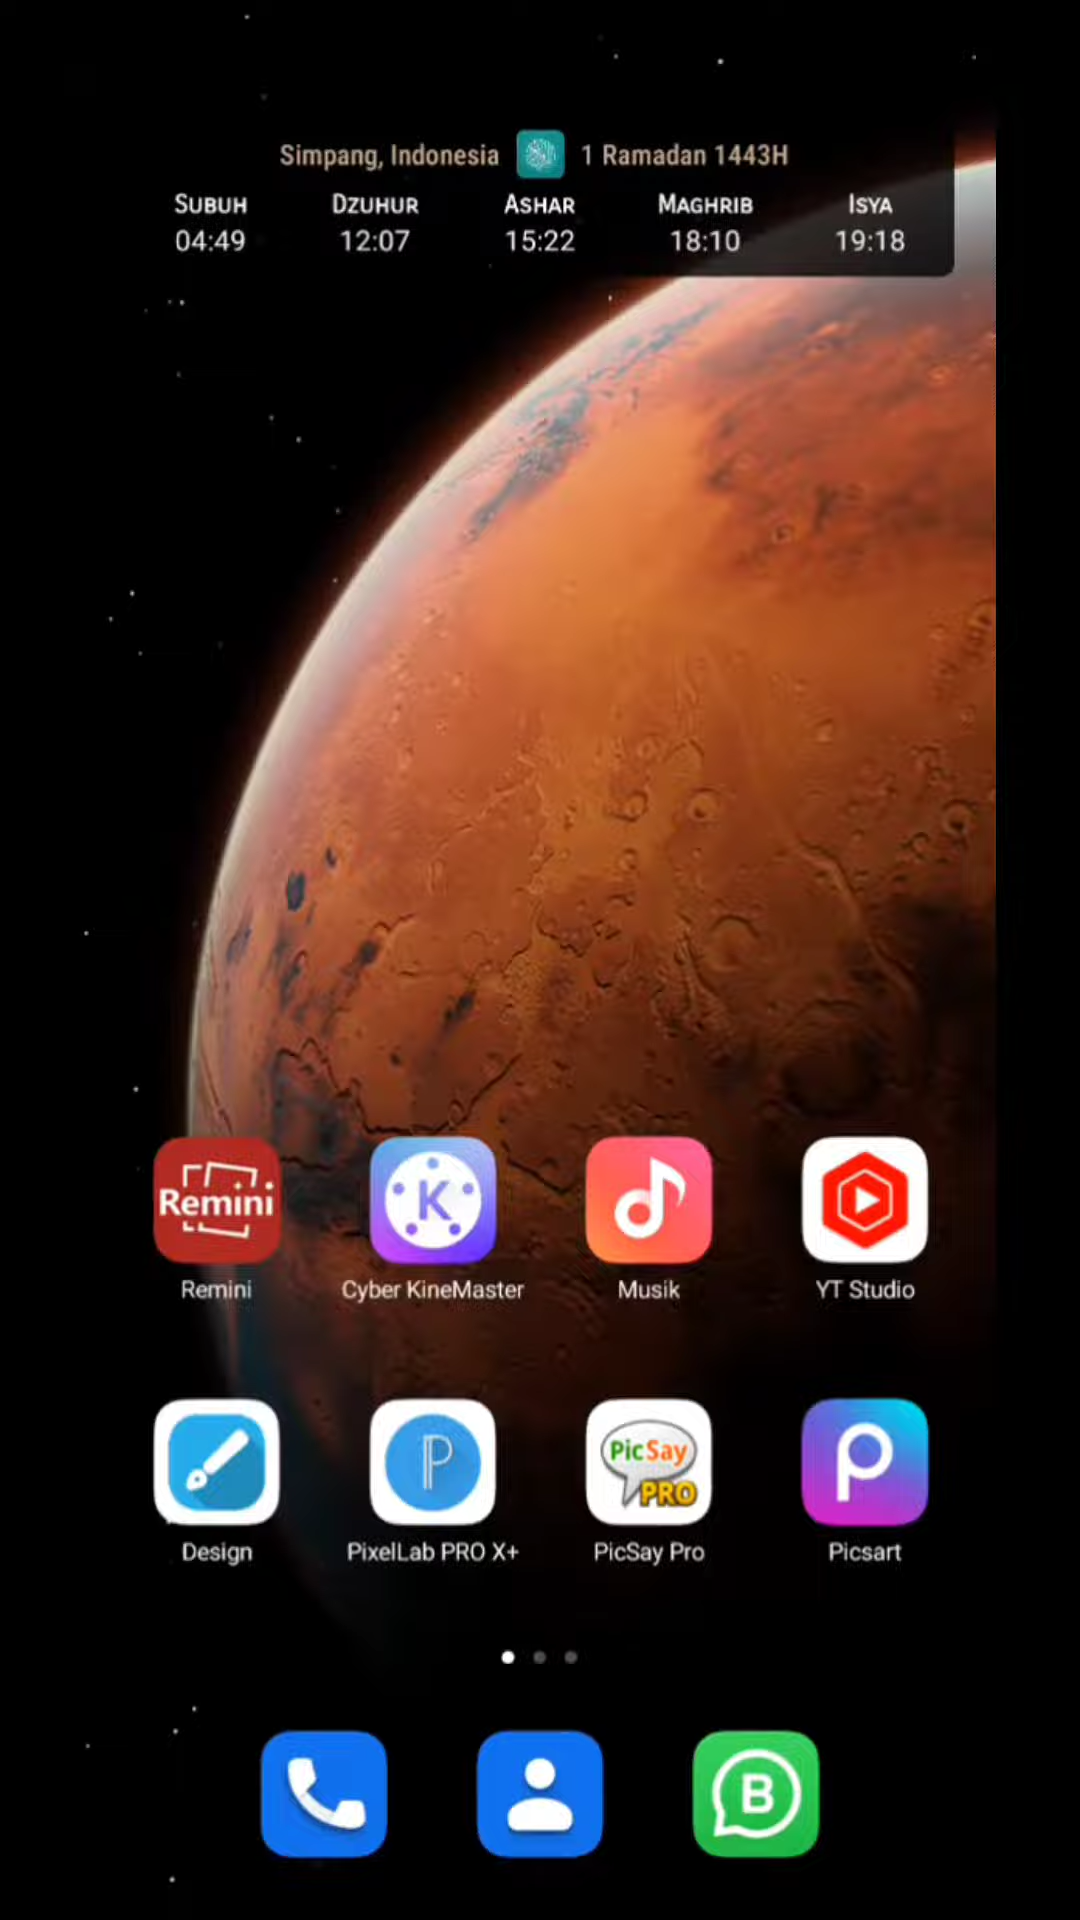 Simpang, Indonesia 1 Ramadan 1443H
SUBUH DZUHUR ASHAR MAGHRIB ISYA
04:49 12:07 15:22 18:10 19:18
Remini K
Remini Cyber KineMaster Musik YT Studio
P PicSay PRO P
Design PixelLab PRO X+ PicSay Pro Picsart
B